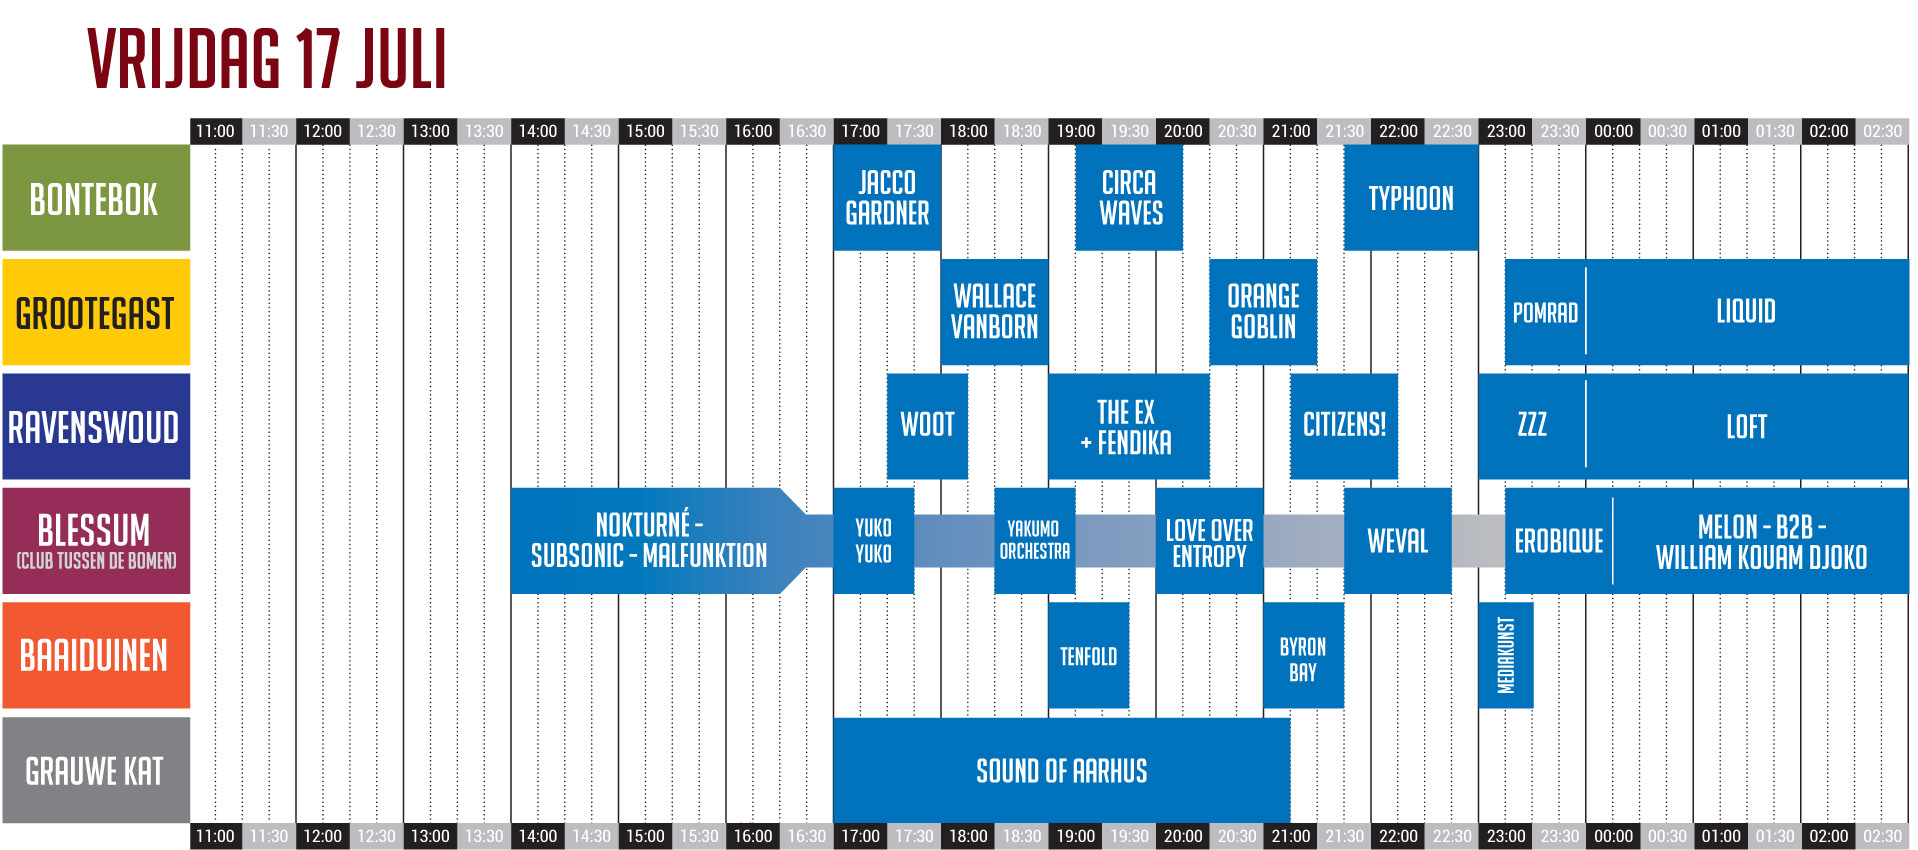 VRIJDAG 17 JULI
11:00 11:30 12:00 12:30 13:00 13:30 14:00 14:30 15:00 15:30 16:00 16:30 17:00 17:30 18:00 18:30 19:00 19:30 20:00 20:30 21:00 21:30 22:00 22:30 23:00 23:30 00:00 00:30 01:00 01:30 02:00 02:30
BONTEBOK
JACCO
GARDNER
CIRCA
WAVES
TYPHOON
GROOTEGAST
WALLACE
VANBORN
ORANGE
GOBLIN
POMRAD
LIQUID
RAVENSWOUD
WOOT
THE EX
+ FENDIKA
CITIZENS!
ZZZ
LOFT
BLESSUM
(CLUB TUSSEN DE BOMEN)
NOKTURNÉ -
SUBSONIC - MALFUNKTION
YUKO
YUKO
YAKUMO
ORCHESTRA
LOVE OVER
ENTROPY
WEVAL
EROBIQUE
MELON - B2B -
WILLIAM KOUAM DJOKO
BAAIDUINEN
TENFOLD
BYRON
BAY
MEDIAKUNST
GRAUWE KAT
SOUND OF AARHUS
11:00 11:30 12:00 12:30 13:00 13:30 14:00 14:30 15:00 15:30 16:00 16:30 17:00 17:30 18:00 18:30 19:00 19:30 20:00 20:30 21:00 21:30 22:00 22:30 23:00 23:30 00:00 00:30 01:00 01:30 02:00 02:30